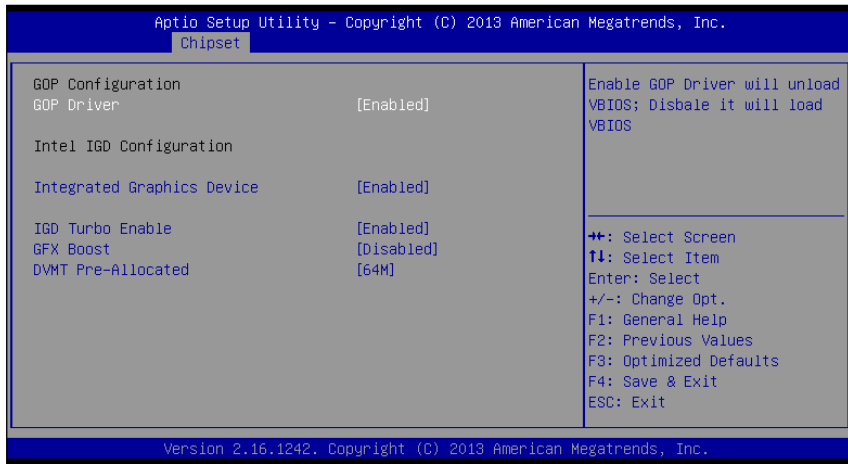 Aptio Setup Utility – Copyright (C) 2013 American Megatrends, Inc.
Chipset
GOP Configuration
GOP Driver [Enabled]
Intel IGD Configuration
Integrated Graphics Device [Enabled]
IGD Turbo Enable [Enabled]
GFX Boost [Disabled]
DVMT Pre-Allocated [64M]
Enable GOP Driver will unload
VBIOS; Disbale it will load
VBIOS
→←: Select Screen
↑↓: Select Item
Enter: Select
+/-: Change Opt.
F1: General Help
F2: Previous Values
F3: Optimized Defaults
F4: Save & Exit
ESC: Exit
Version 2.16.1242. Copyright (C) 2013 American Megatrends, Inc.